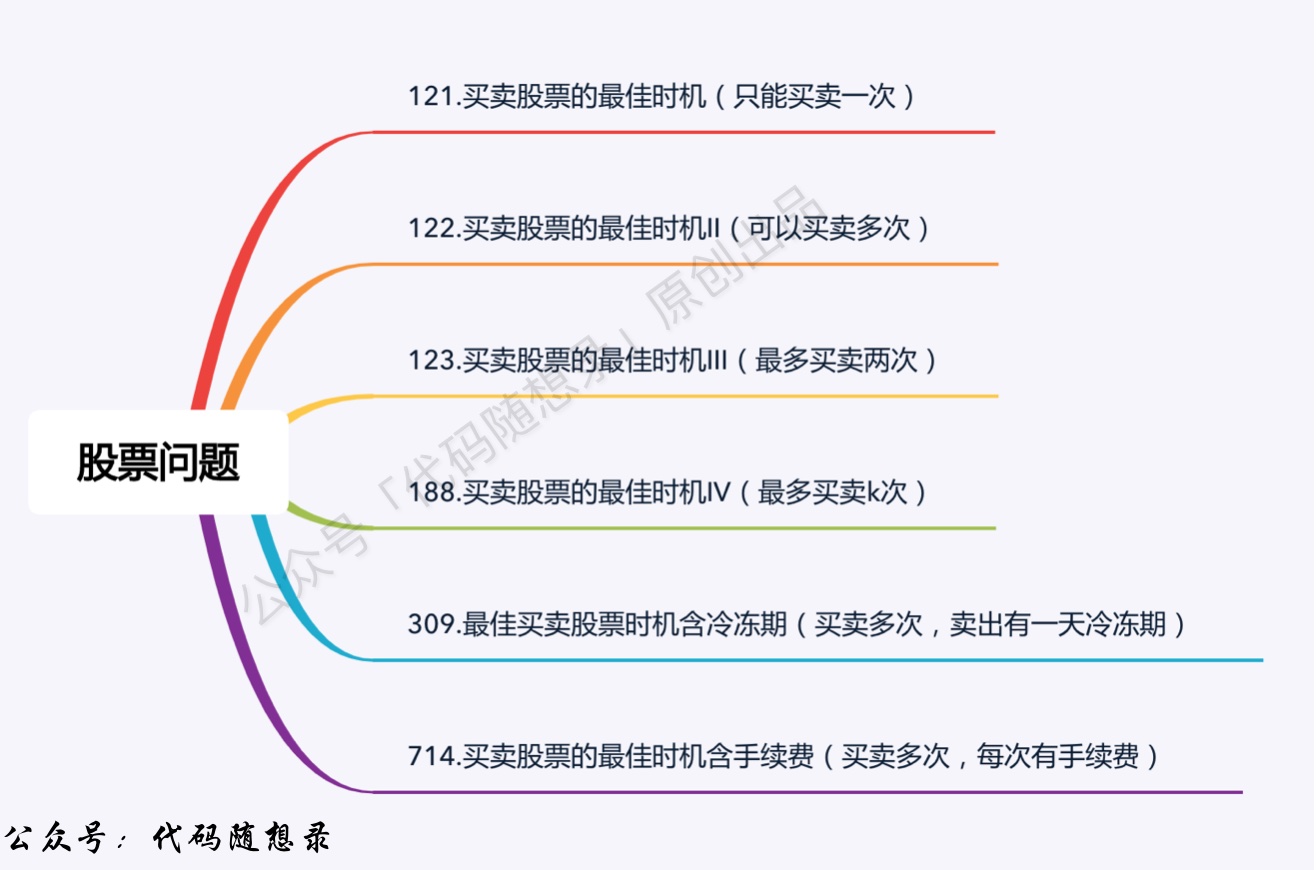 121.买卖股票的最佳时机（只能买卖一次）
122.买卖股票的最佳时机II（可以买卖多次）
123.买卖股票的最佳时机III（最多买卖两次）
188.买卖股票的最佳时机IV（最多买卖k次）
股票问题
309.最佳买卖股票时机含冷冻期（买卖多次，卖出有一天冷冻期）
714.买卖股票的最佳时机含手续费（买卖多次，每次有手续费）
公众号「代码随想录」原创出品
公众号：代码随想录